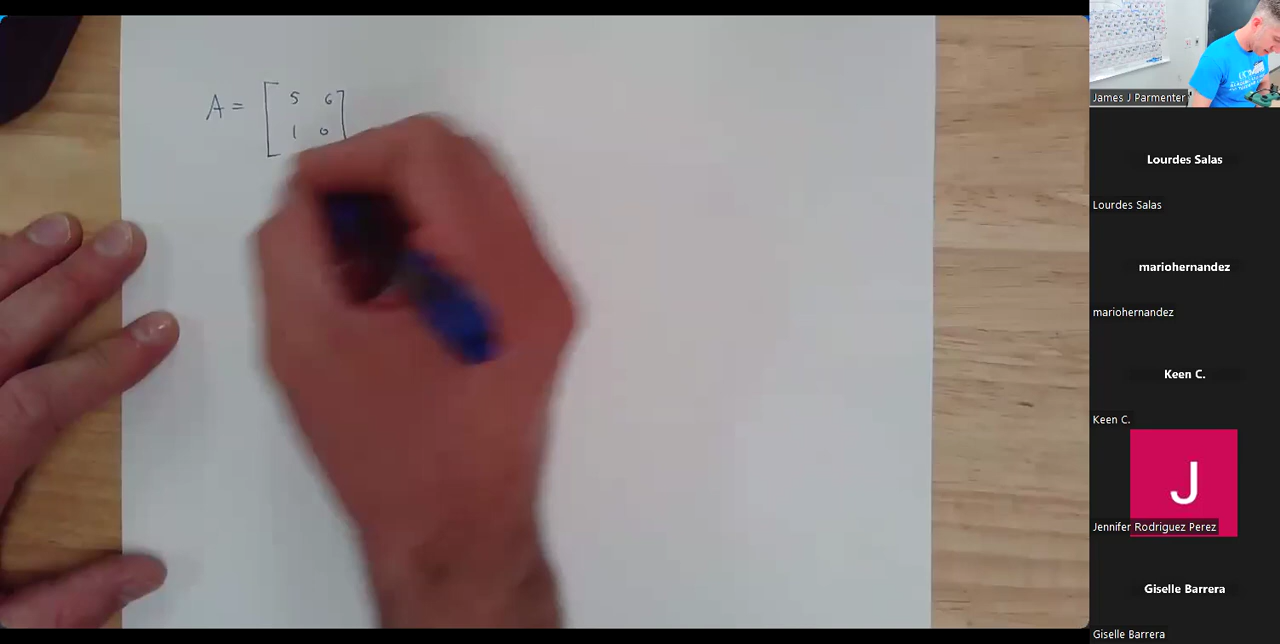 A = [ 5 6
1 0 ]
James J Parmenter
Lourdes Salas
Lourdes Salas
mariohernandez
mariohernandez
Keen C.
Keen C.
J
Jennifer Rodriguez Perez
Giselle Barrera
Giselle Barrera